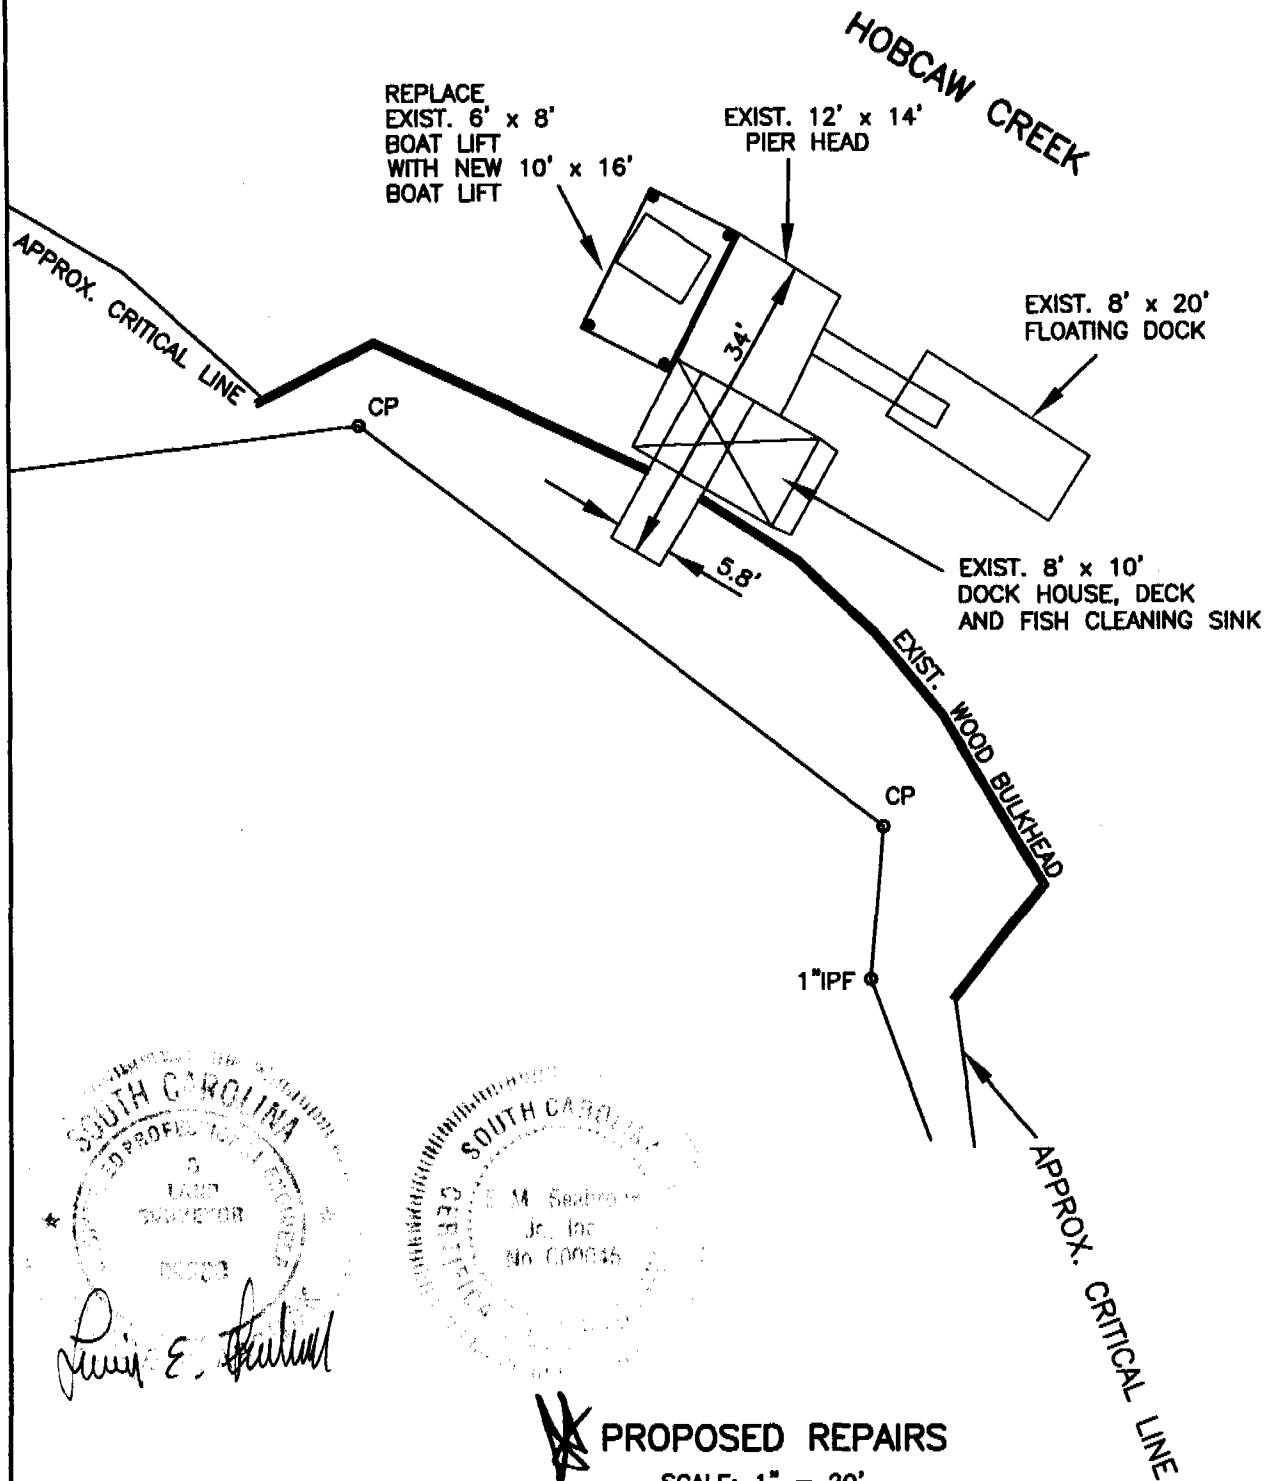 HOBCAW CREEK
REPLACE
EXIST. 6' x 8'
BOAT LIFT
WITH NEW 10' x 16'
BOAT LIFT
EXIST. 12' x 14'
PIER HEAD
EXIST. 8' x 20'
FLOATING DOCK
APPROX. CRITICAL LINE
34'
CP
5.8'
EXIST. 8' x 10'
DOCK HOUSE, DECK
AND FISH CLEANING SINK
EXIST. WOOD BULKHEAD
CP
1"IPF
APPROX. CRITICAL LINE
SOUTH CAROLINA
&
LAND
SURVEYOR
SOUTH CAROLINA
Jr. Inc
PROPOSED REPAIRS
SCALE: 1" = 20'